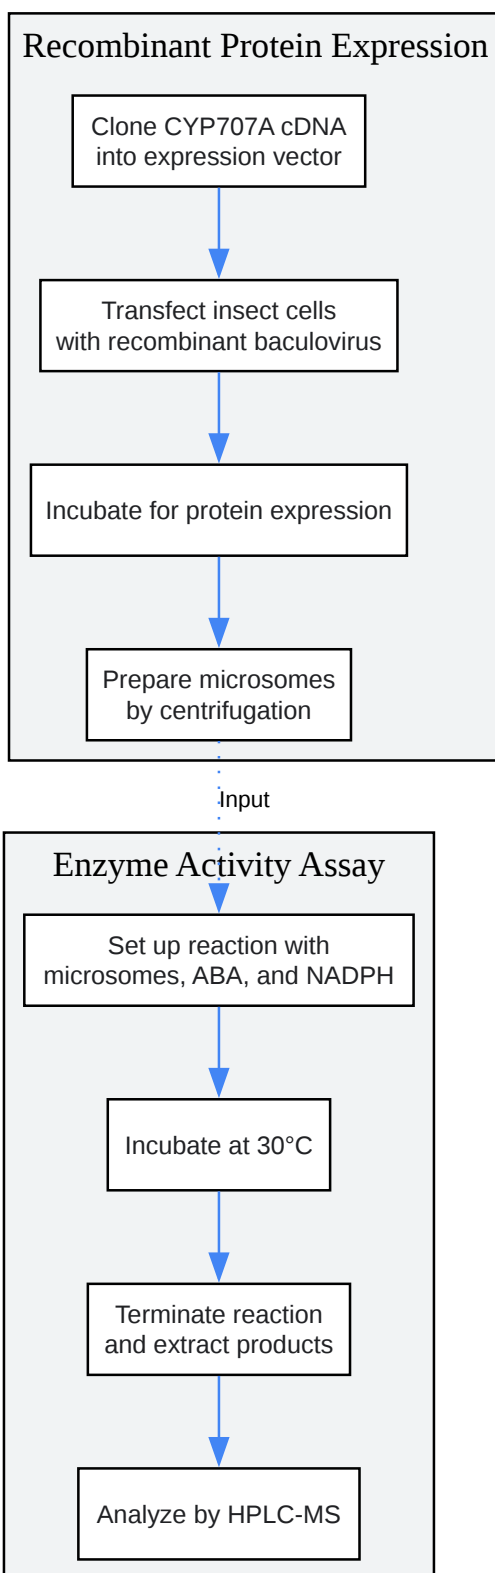 Recombinant Protein Expression
Clone CYP707A cDNA
into expression vector
Transfect insect cells
with recombinant baculovirus
Incubate for protein expression
Prepare microsomes
by centrifugation
Input
Enzyme Activity Assay
Set up reaction with
microsomes, ABA, and NADPH
Incubate at 30°C
Terminate reaction
and extract products
Analyze by HPLC-MS